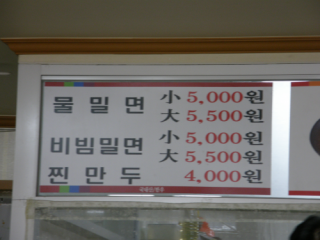 물밀면 小 5,000원
大 5,500원
비빔밀면 小 5,000원
大 5,500원
찐만두 4,000원